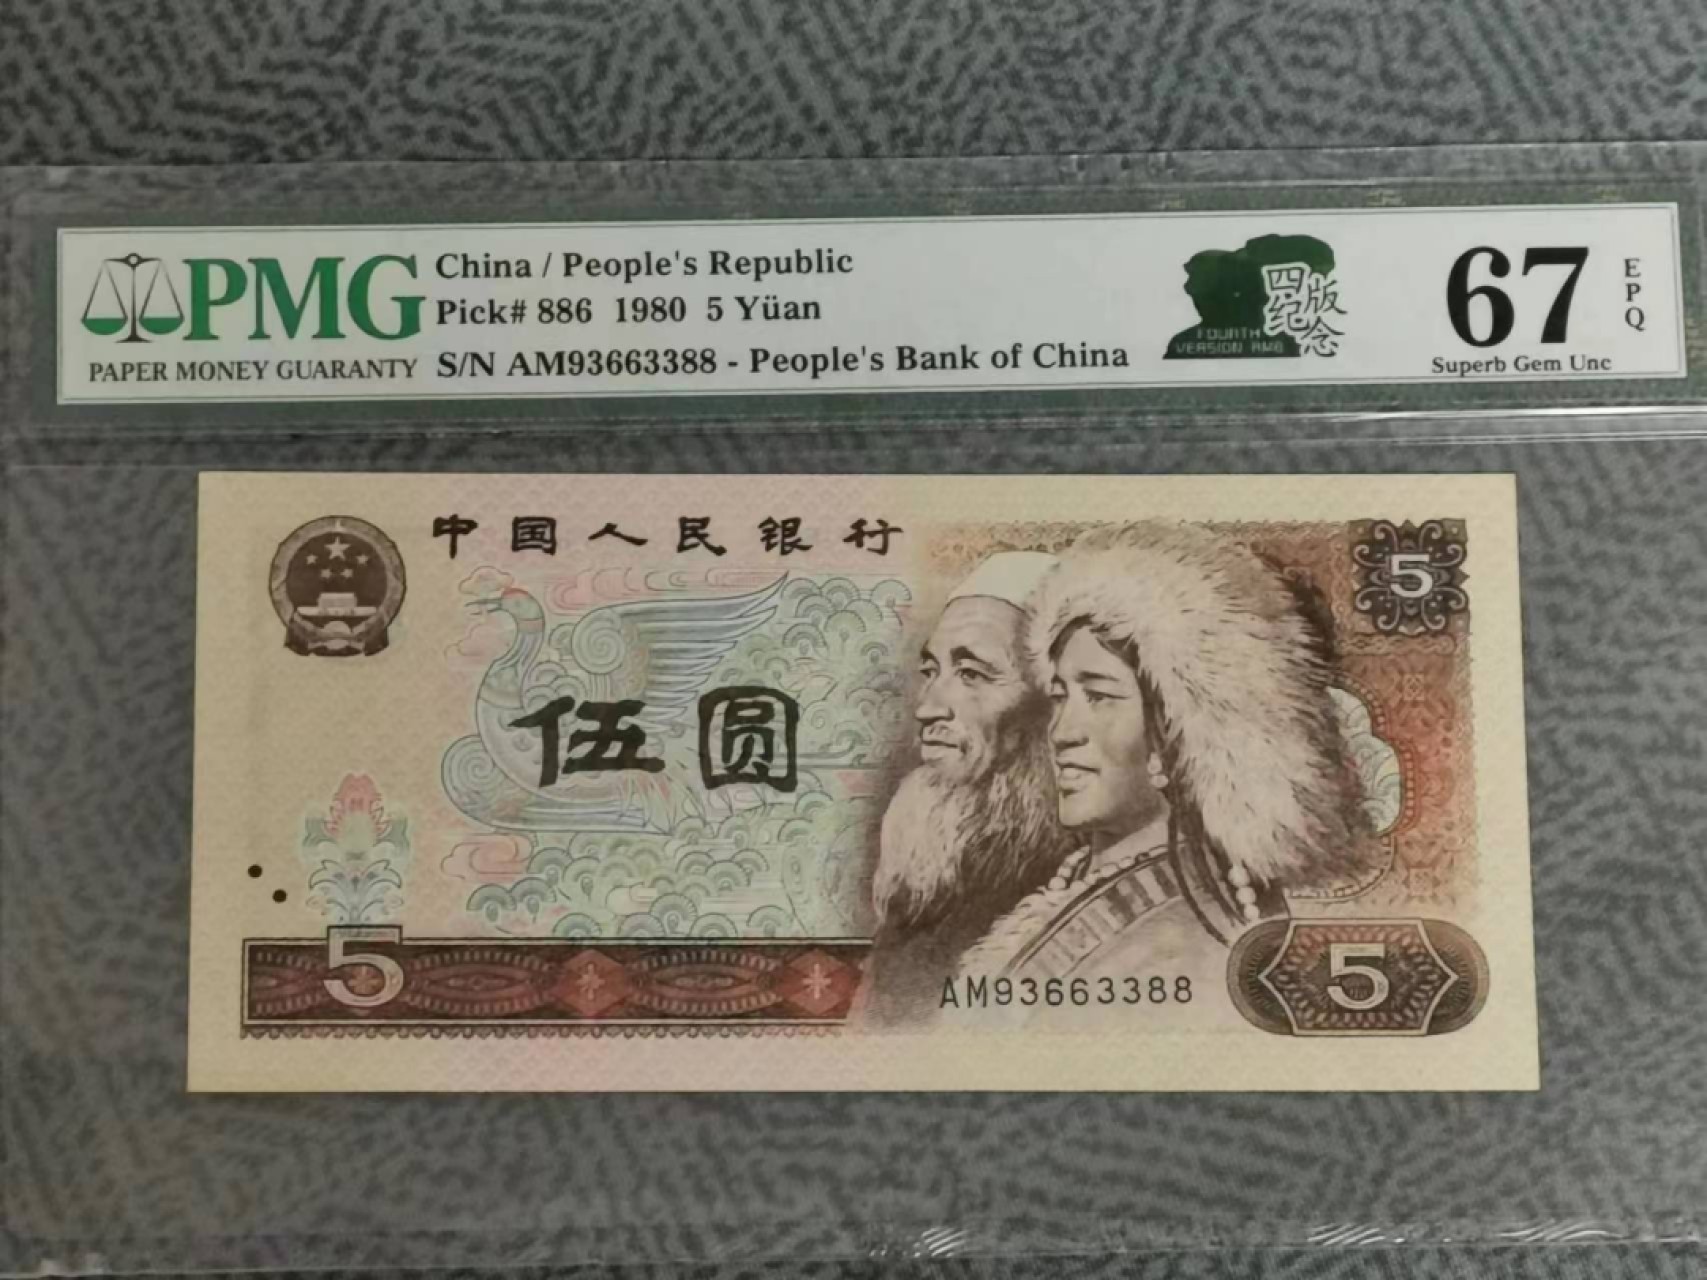 PMG
PAPER MONEY GUARANTY
China / People's Republic
Pick# 886 1980 5 Yüan
S/N AM93663388 - People's Bank of China
四版
纪念
FOURTH
VERSION RMB
67
EPQ
Superb Gem Unc
中国人民银行
5
伍圆
5
AM93663388
5